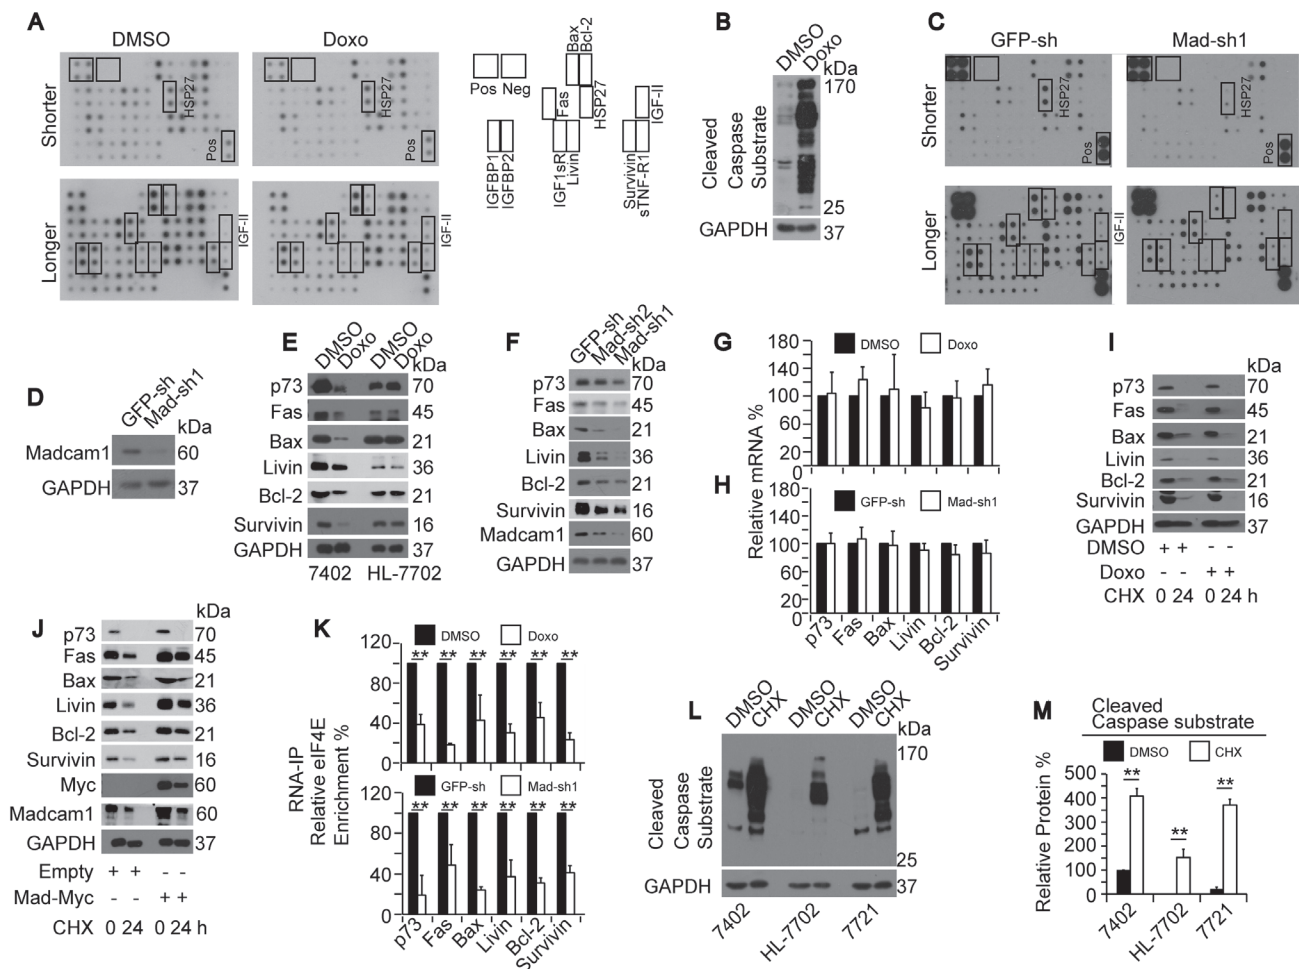 A
DMSO
Doxo
Shorter
HSP27
Pos
HSP27
Pos
Longer
IGF-II
Bax
Bcl-2
Pos Neg
Fas
HSP27
IGF-II
IGFBP1
IGFBP2
IGF1sR
Livin
Survivin
sTNF-R1
B
DMSO
Doxo
kDa
170
Cleaved
Caspase
Substrate
25
GAPDH 37
C
GFP-sh
Mad-sh1
Shorter
HSP27
Pos
HSP27
Pos
Longer
IGF-II
D
GFP-sh
Mad-sh1
kDa
Madcam1 60
GAPDH 37
E
DMSO
Doxo
DMSO
Doxo
kDa
p73 70
Fas 45
Bax 21
Livin 36
Bcl-2 21
Survivin 16
GAPDH 37
7402 HL-7702
F
GFP-sh
Mad-sh2
Mad-sh1
kDa
p73 70
Fas 45
Bax 21
Livin 36
Bcl-2 21
Survivin 16
Madcam1 60
GAPDH 37
G
DMSO Doxo
180
140
100
60
20
0
H
GFP-sh Mad-sh1
180
140
100
60
20
0
Relative mRNA %
p73
Fas
Bax
Livin
Bcl-2
Survivin
I
kDa
p73 70
Fas 45
Bax 21
Livin 36
Bcl-2 21
Survivin 16
GAPDH 37
DMSO + + - -
Doxo - - + +
CHX 0 24 0 24 h
J
kDa
p73 70
Fas 45
Bax 21
Livin 36
Bcl-2 21
Survivin 16
Myc 60
Madcam1 60
GAPDH 37
Empty + + - -
Mad-Myc - - + +
CHX 0 24 0 24 h
K
DMSO Doxo
120
80
40
0
** ** ** ** ** **
RNA-IP
Relative eIF4E
Enrichment %
GFP-sh Mad-sh1
120
80
40
0
** ** ** ** ** **
p73
Fas
Bax
Livin
Bcl-2
Survivin
L
DMSO
CHX
DMSO
CHX
DMSO
CHX
kDa
170
Cleaved
Caspase
Substrate
25
GAPDH 37
7402
HL-7702
7721
M
Cleaved
Caspase substrate
DMSO CHX
Relative Protein %
500
400
300
200
100
0
** ** **
7402
HL-7702
7721